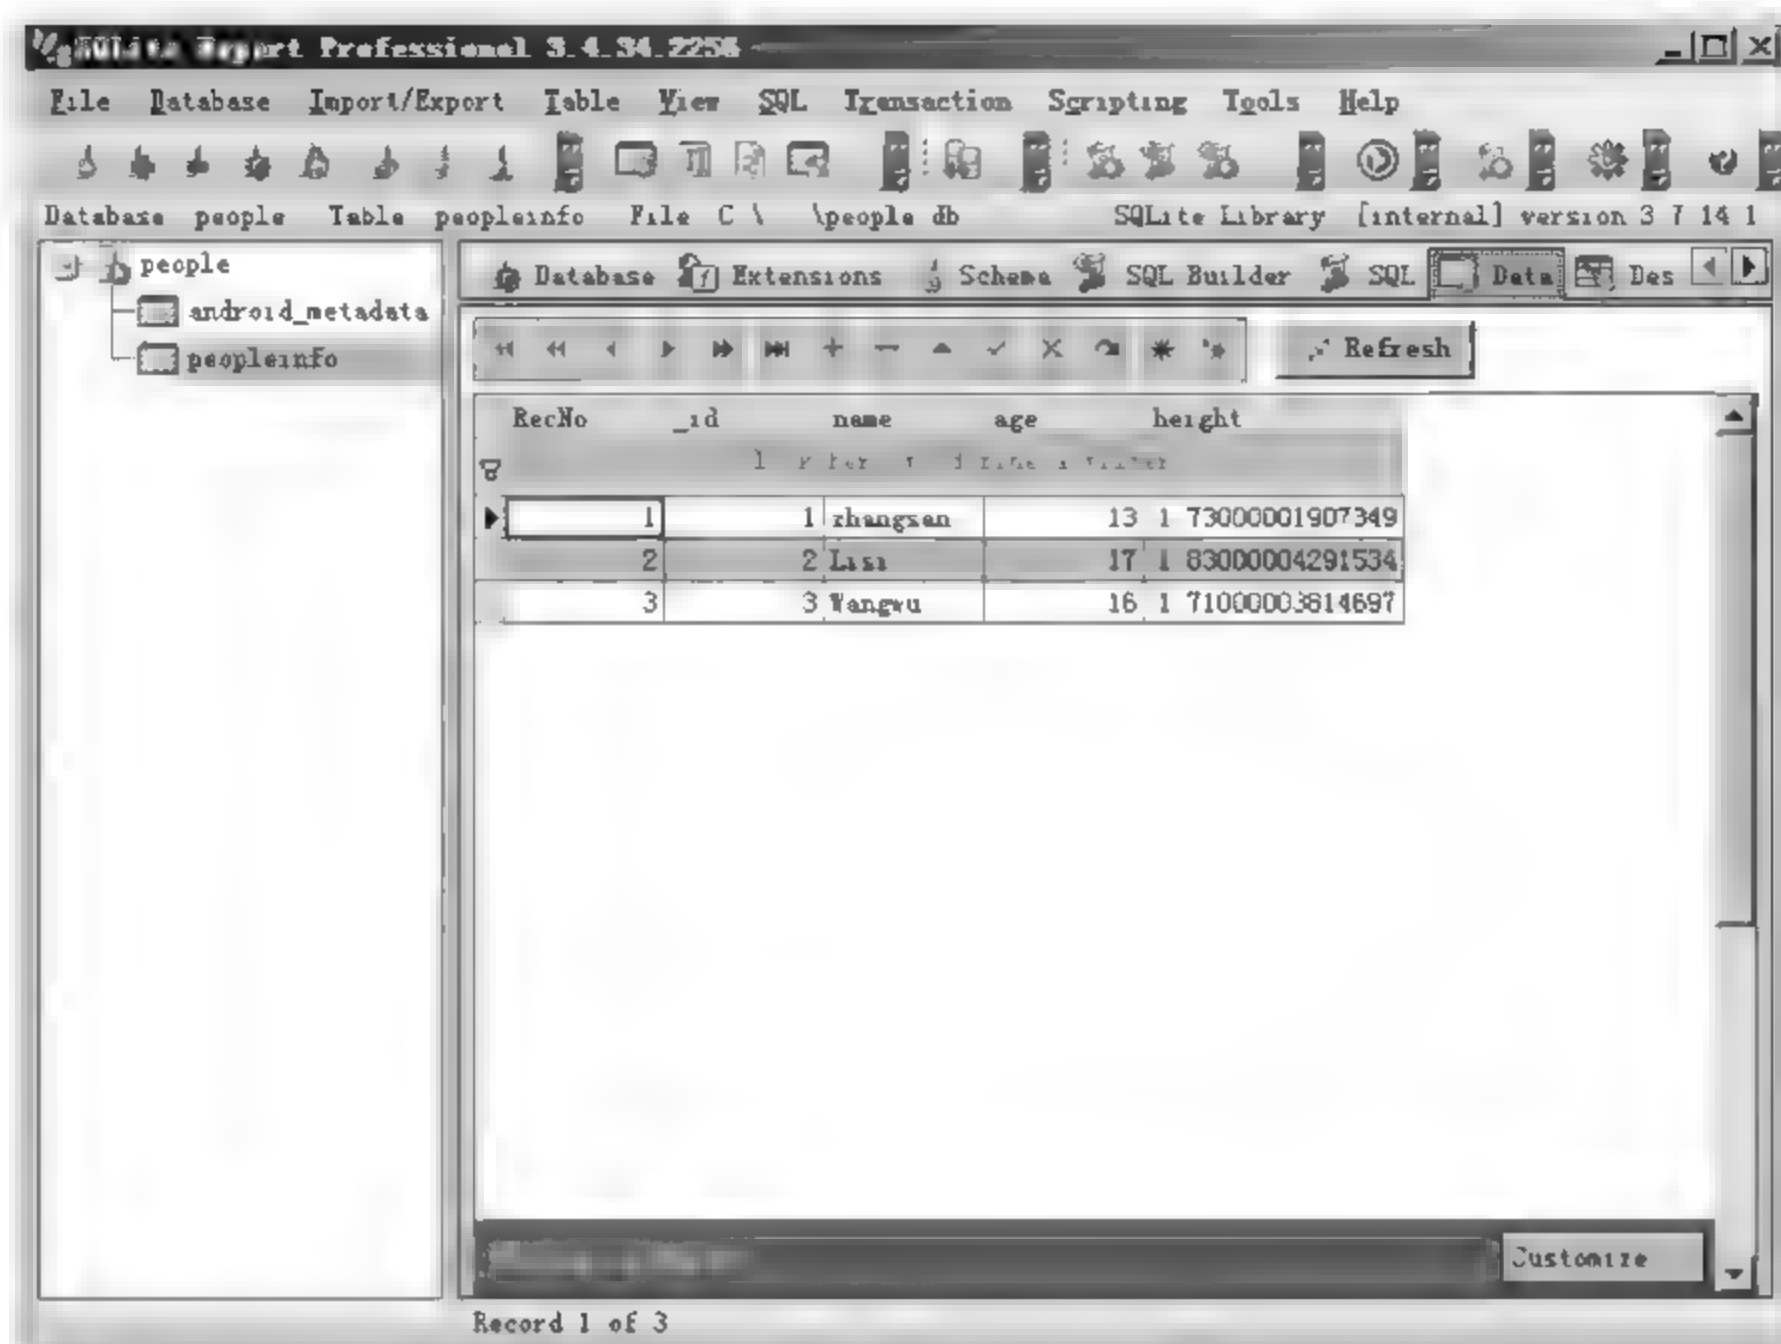 SQLite Expert Professional 3.4.34.2256
File Database Import/Export Table View SQL Transaction Scripting Tools Help
Database people Table peopleinfo File C \ \people db SQLite Library [internal] version 3 7 14 1
people
android_metadata
peopleinfo
Database Extensions Schema SQL Builder SQL Data Des
Refresh
RecNo _id name age height
1 1 zhangsan 13 1 73000001907349
2 2 Lisi 17 1 83000004291534
3 3 Wangwu 16 1 71000003814697
Customize
Record 1 of 3